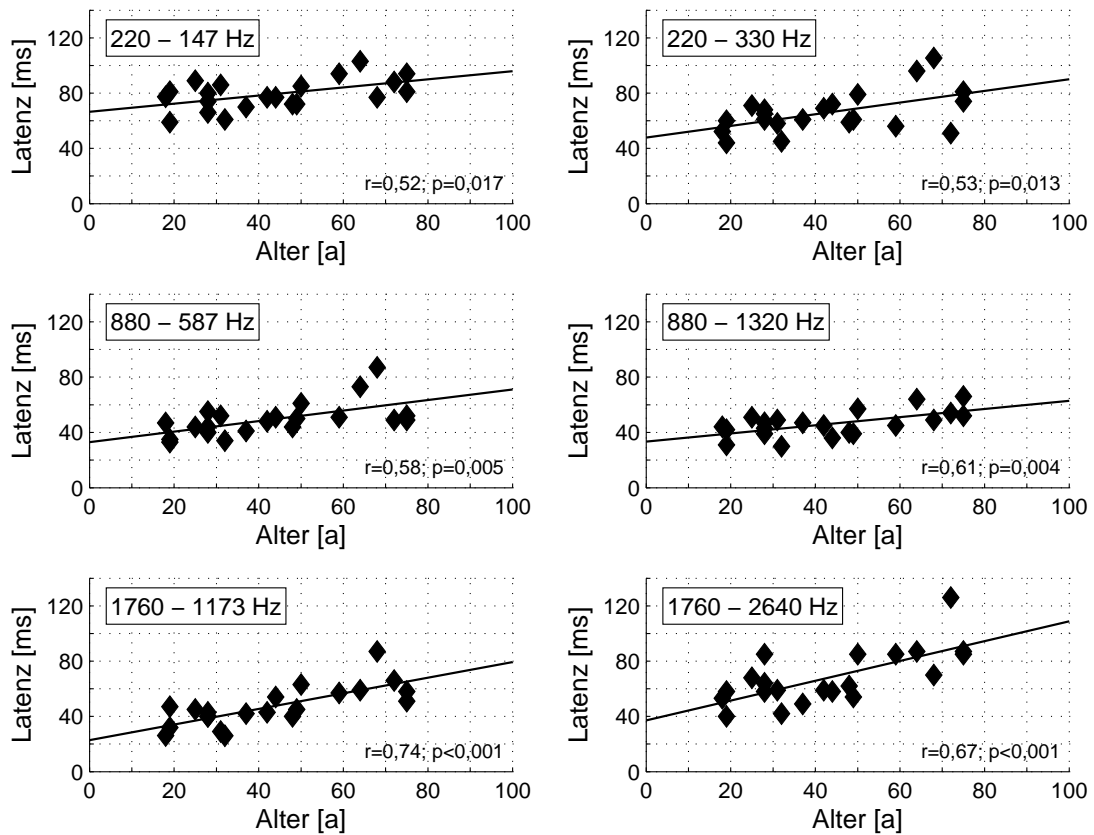 220 – 147 Hz
Latenz [ms]
140
100
60
20
0
r=0,52; p=0,017
0 20 40 60 80 100
Alter [a]
220 – 330 Hz
Latenz [ms]
120
80
40
0
r=0,53; p=0,013
0 20 40 60 80 100
Alter [a]
880 – 587 Hz
Latenz [ms]
120
80
40
0
r=0,58; p=0,005
0 20 40 60 80 100
Alter [a]
880 – 1320 Hz
Latenz [ms]
120
80
40
0
r=0,61; p=0,004
0 20 40 60 80 100
Alter [a]
1760 – 1173 Hz
Latenz [ms]
120
80
40
0
r=0,74; p<0,001
0 20 40 60 80 100
Alter [a]
1760 – 2640 Hz
Latenz [ms]
120
80
40
0
r=0,67; p<0,001
0 20 40 60 80 100
Alter [a]